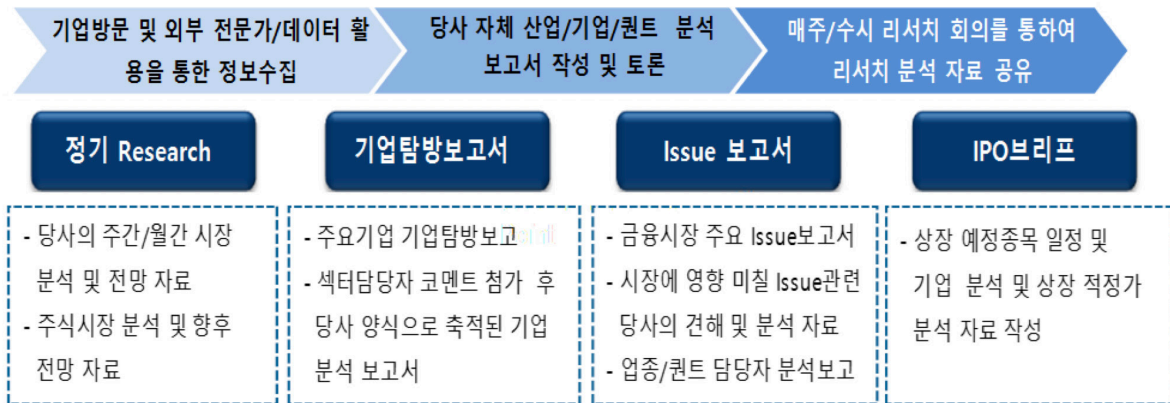 기업방문 및 외부 전문가/데이터 활
용을 통한 정보수집
당사 자체 산업/기업/퀀트 분석
보고서 작성 및 토론
매주/수시 리서치 회의를 통하여
리서치 분석 자료 공유
정기 Research
- 당사의 주간/월간 시장
분석 및 전망 자료
- 주식시장 분석 및 향후
전망 자료
기업탐방보고서
- 주요기업 기업탐방보고
- 섹터담당자 코멘트 첨가 후
당사 양식으로 축적된 기업
분석 보고서
Issue 보고서
- 금융시장 주요 Issue보고서
- 시장에 영향 미칠 Issue관련
당사의 견해 및 분석 자료
- 업종/퀀트 담당자 분석보고
IPO브리프
- 상장 예정종목 일정 및
기업 분석 및 상장 적정가
분석 자료 작성